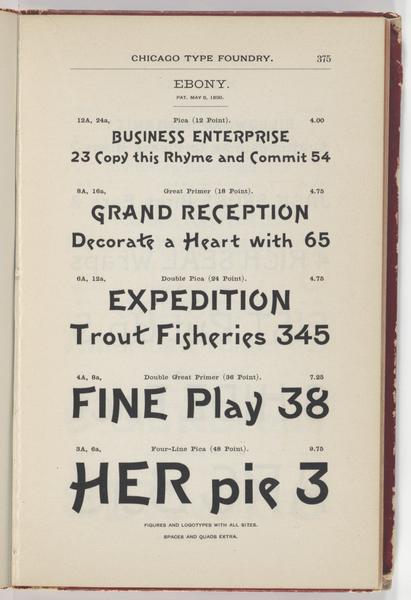 CHICAGO TYPE FOUNDRY. 375
EBONY.
PAT. MAY 6, 1890.
12A, 24a, Pica (12 Point). 4.00
BUSINESS ENTERPRISE
23 Copy this Rhyme and Commit 54
8A, 16a, Great Primer (18 Point). 4.75
GRAND RECEPTION
Decorate a Heart with 65
6A, 12a, Double Pica (24 Point). 4.75
EXPEDITION
Trout Fisheries 345
4A, 8a, Double Great Primer (36 Point). 7.25
FINE Play 38
3A, 6a, Four-Line Pica (48 Point). 9.75
HER pie 3
FIGURES AND LOGOTYPES WITH ALL SIZES.
SPACES AND QUADS EXTRA.